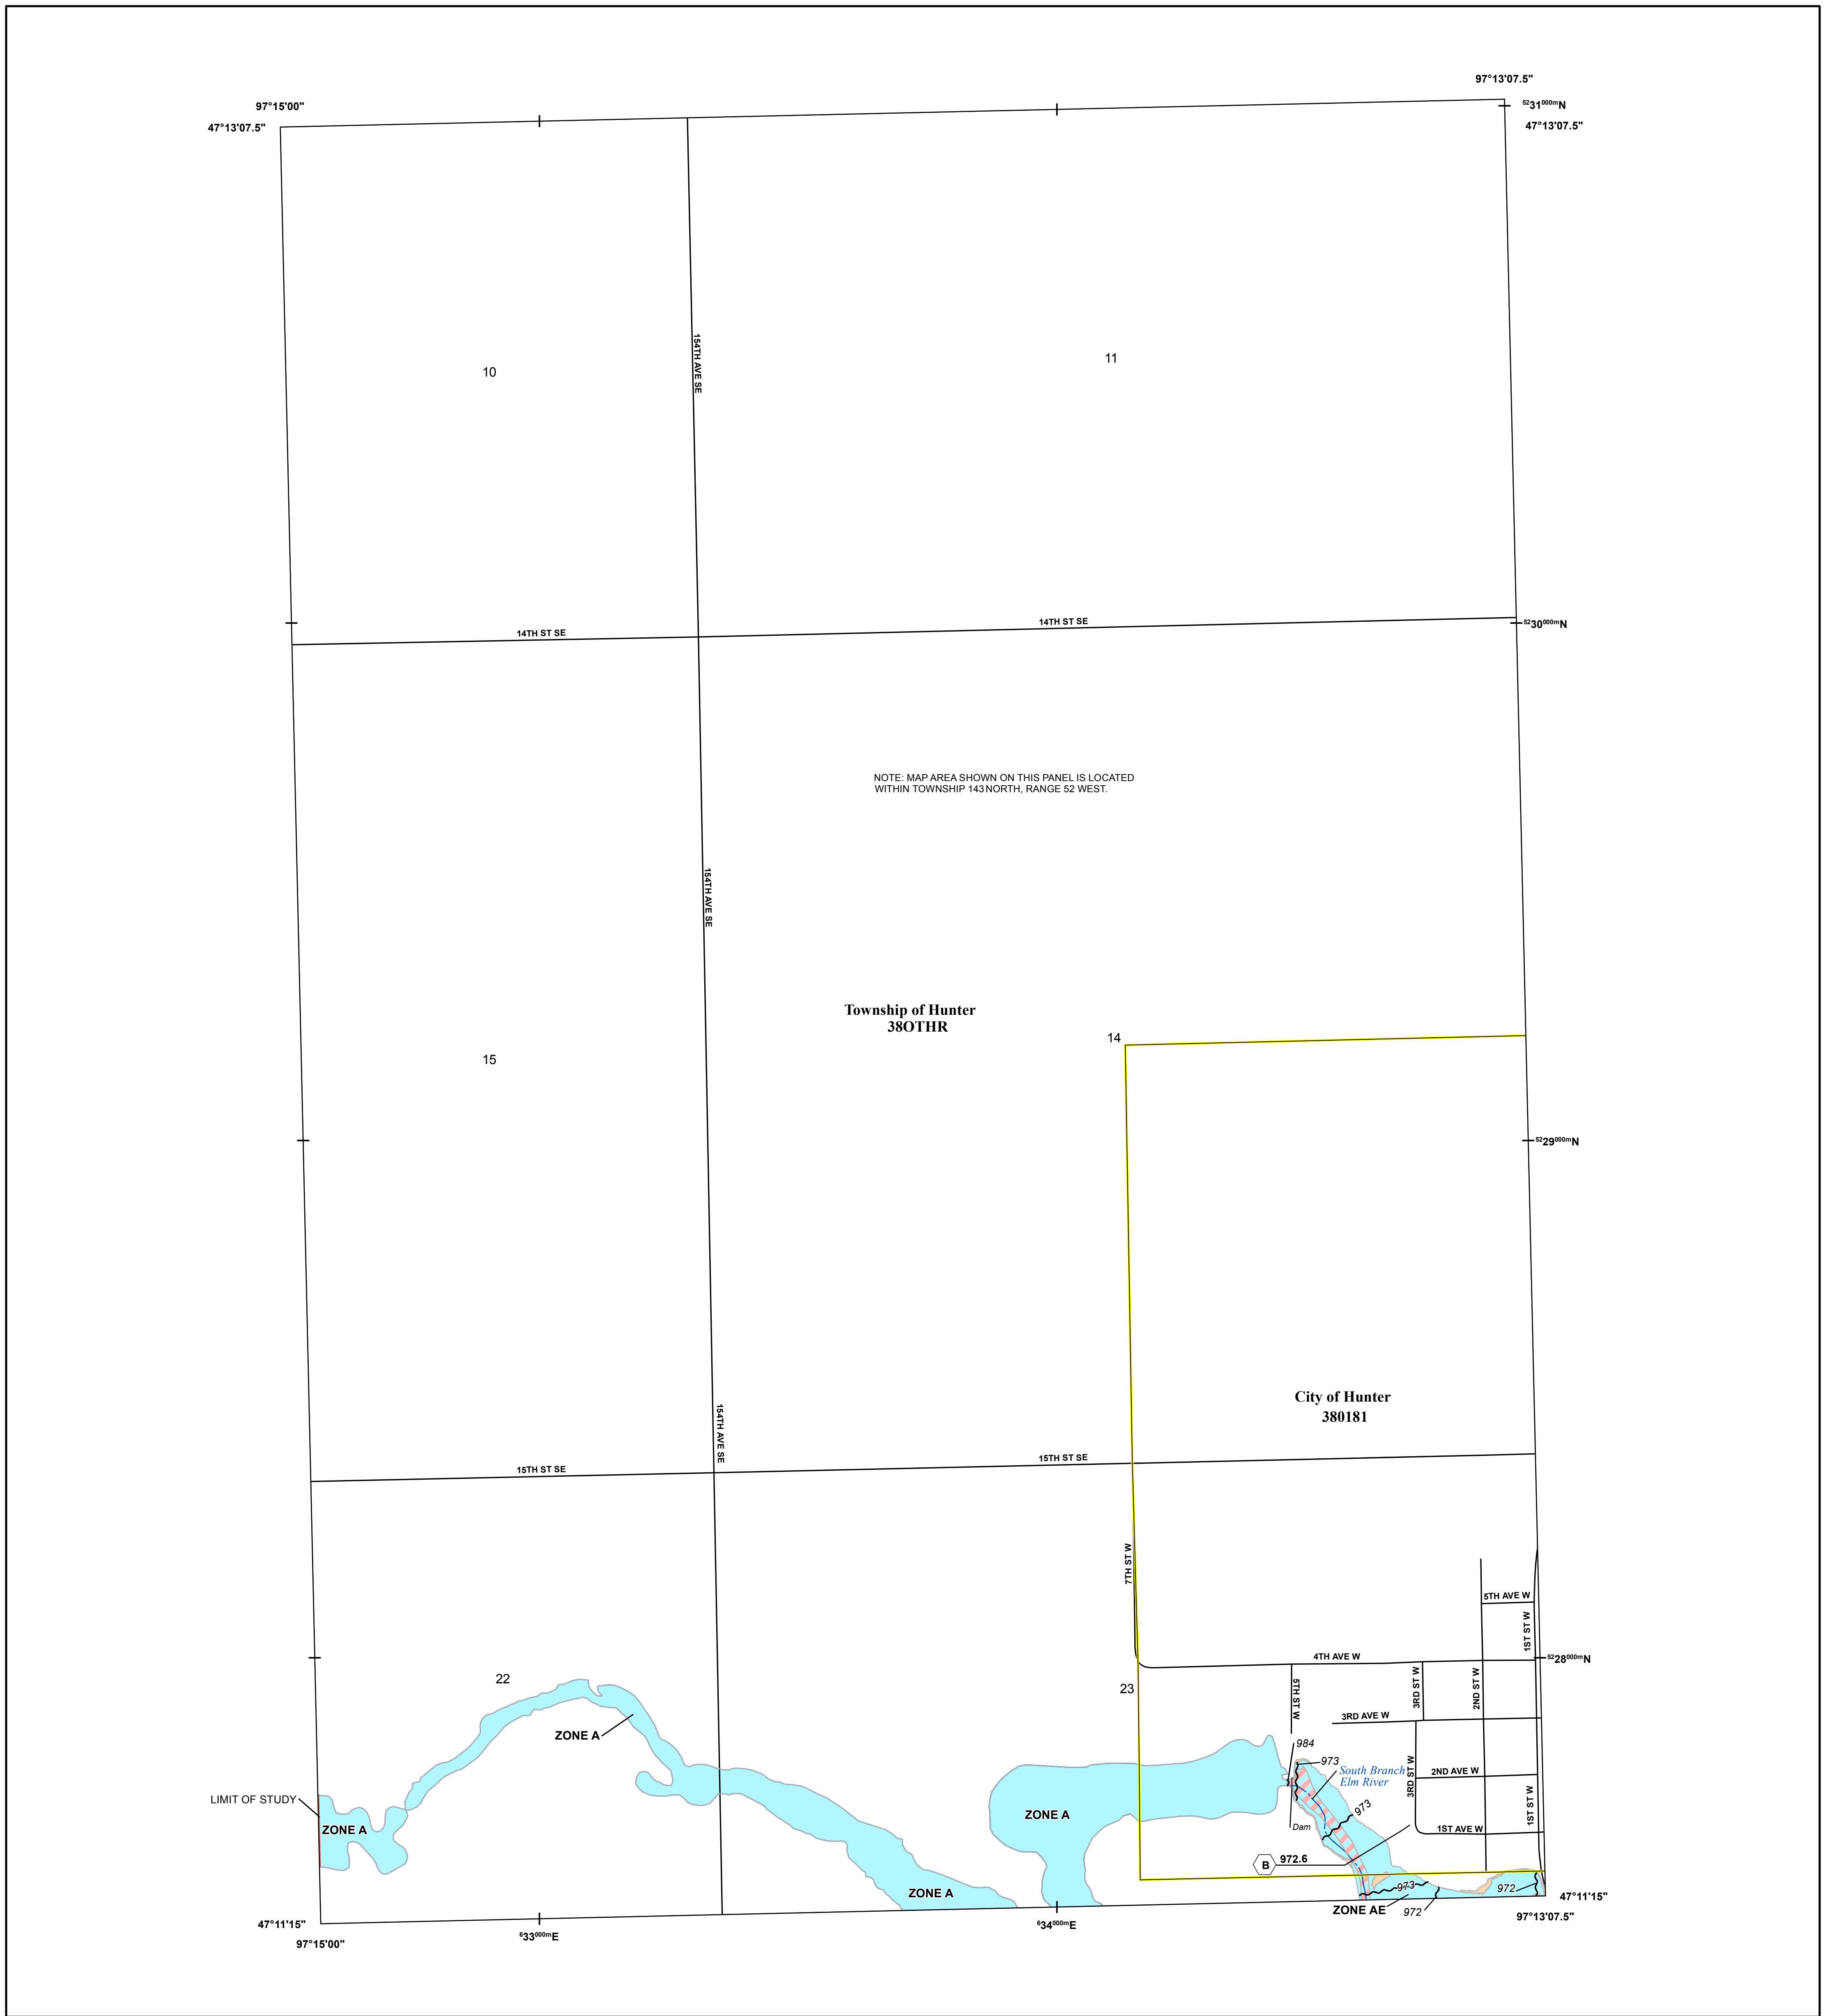 97°13'07.5"
97°15'00"
5231000mN
47°13'07.5"
47°13'07.5"
154TH AVE SE
11
10
14TH ST SE
14TH ST SE
5230000mN
NOTE: MAP AREA SHOWN ON THIS PANEL IS LOCATED
WITHIN TOWNSHIP 143 NORTH, RANGE 52 WEST.
154TH AVE SE
Township of Hunter
38OTHR
14
15
5229000mN
City of Hunter
380181
154TH AVE SE
15TH ST SE
15TH ST SE
7TH ST W
5TH AVE W
1ST ST W
4TH AVE W
5228000mN
22
23
5TH ST W
3RD ST W
2ND ST W
3RD AVE W
ZONE A
984
973
South Branch
Elm River
3RD ST W
2ND AVE W
LIMIT OF STUDY
1ST ST W
ZONE A
ZONE A
973
Dam
1ST AVE W
B
972.6
973
972
ZONE A
ZONE AE
972
47°11'15"
47°11'15"
97°13'07.5"
97°15'00"
633000mE
634000mE